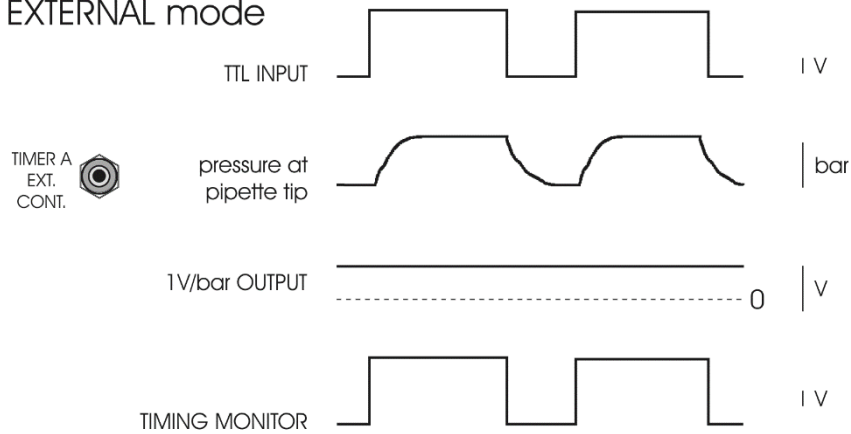 EXTERNAL mode
TTL INPUT
V
TIMER A
EXT.
CONT.
pressure at
pipette tip
bar
1V/bar OUTPUT
0
V
TIMING MONITOR
V